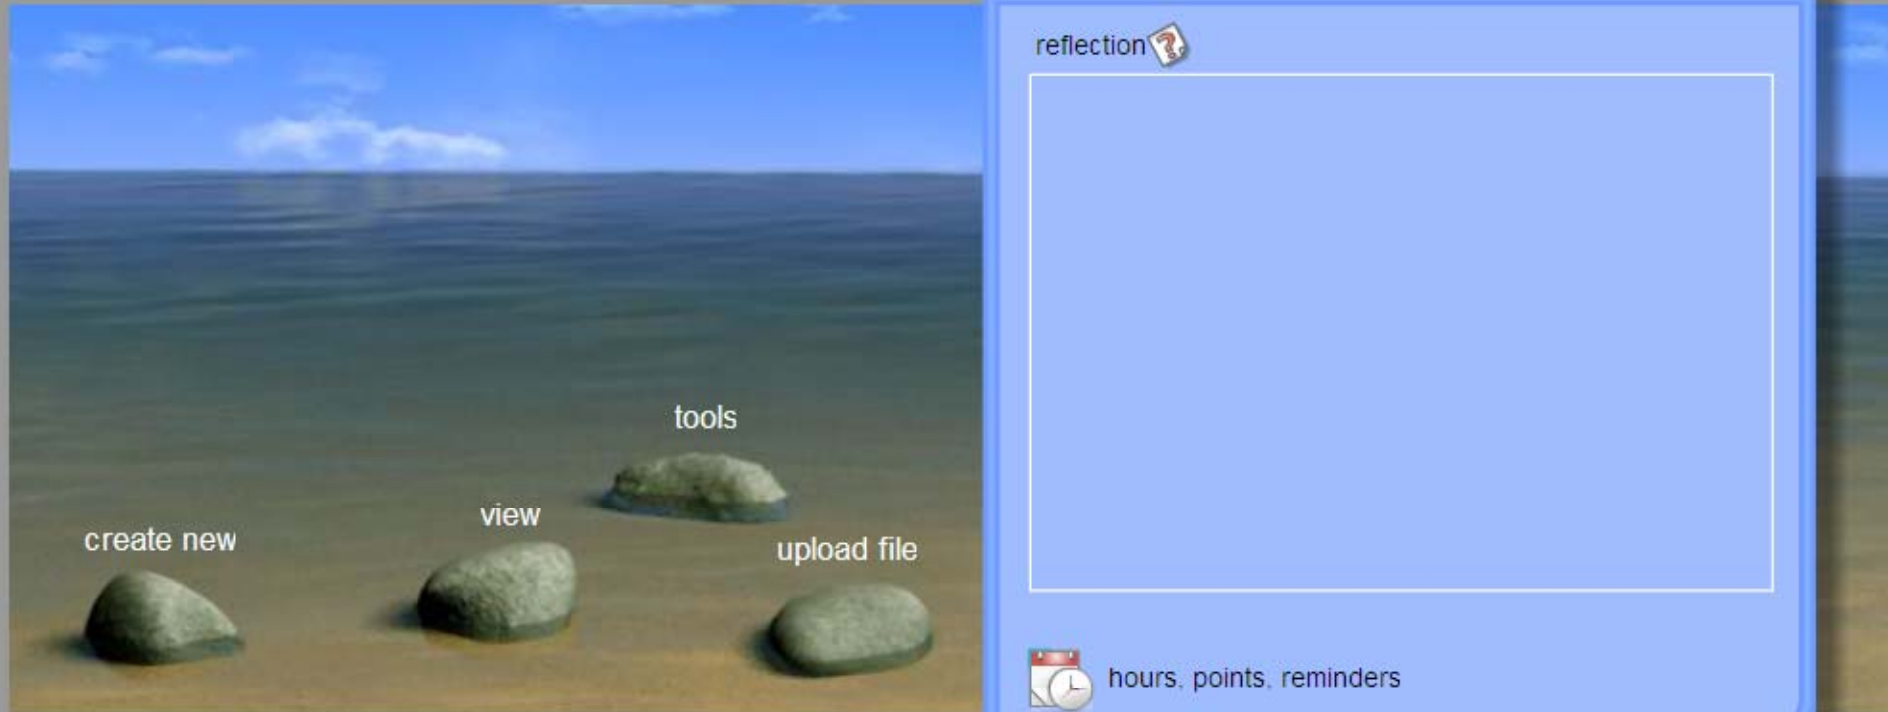 reflection
tools
view
create new
upload file
hours, points, reminders